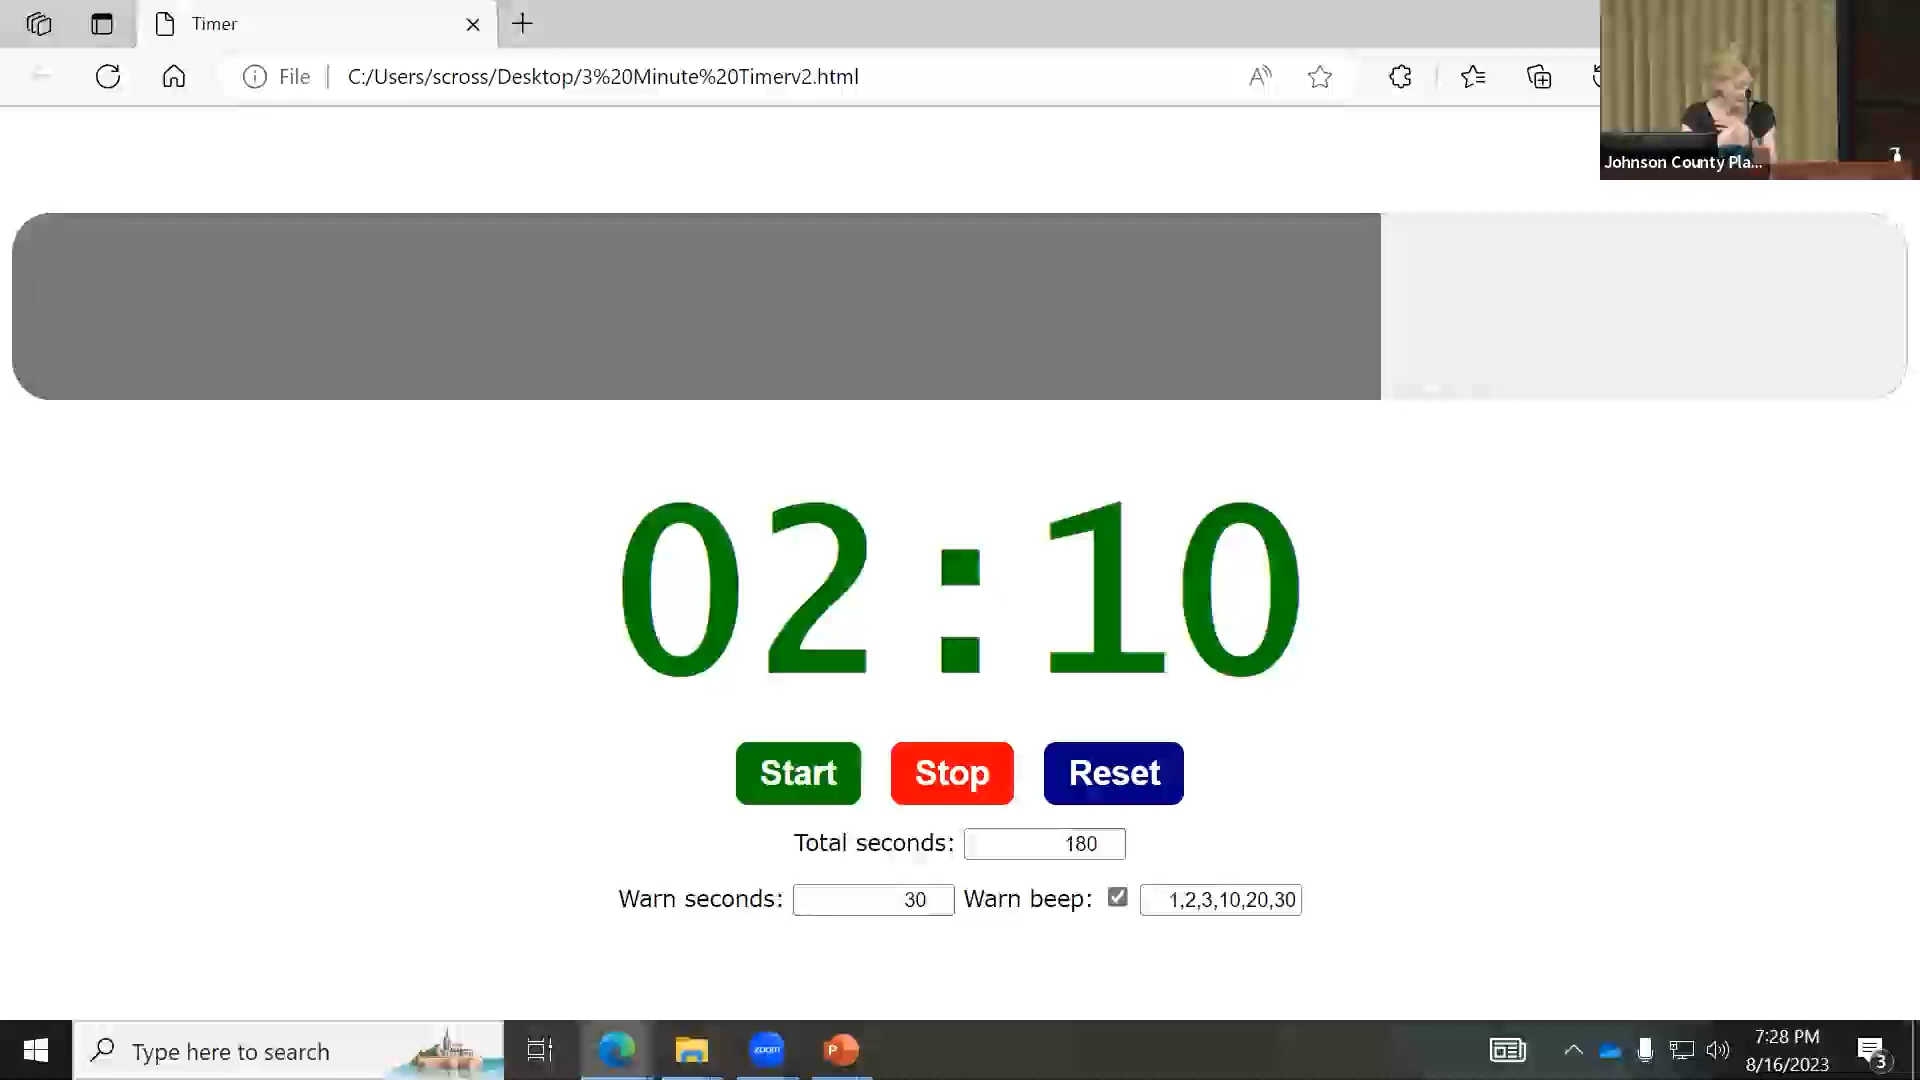 Timer
File
C:/Users/scross/Desktop/3%20Minute%20Timerv2.html
Johnson County Pla...
02:10
Start Stop Reset
Total seconds: 180
Warn seconds: 30 Warn beep: 1,2,3,10,20,30
Type here to search
zoom
P
7:28 PM
8/16/2023
3